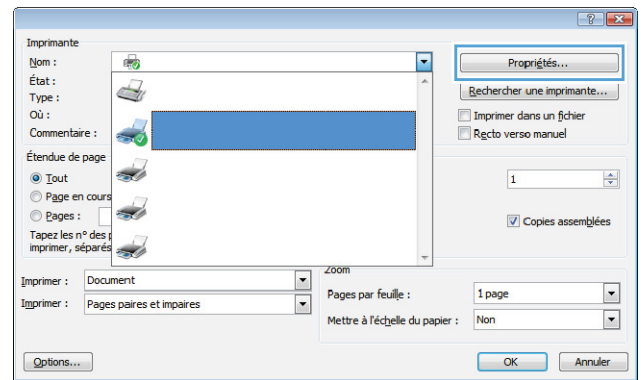 Imprimante
Nom :
Propriétés...
État :
Type :
Rechercher une imprimante...
Où :
Imprimer dans un fichier
Commentaire :
Recto verso manuel
Étendue de page
Tout
1
Page en cours
Pages :
Copies assemblées
Tapez les n° des
imprimer, séparés
Zoom
Imprimer :
Document
Pages par feuille :
1 page
Imprimer :
Pages paires et impaires
Mettre à l'échelle du papier :
Non
Options...
OK
Annuler